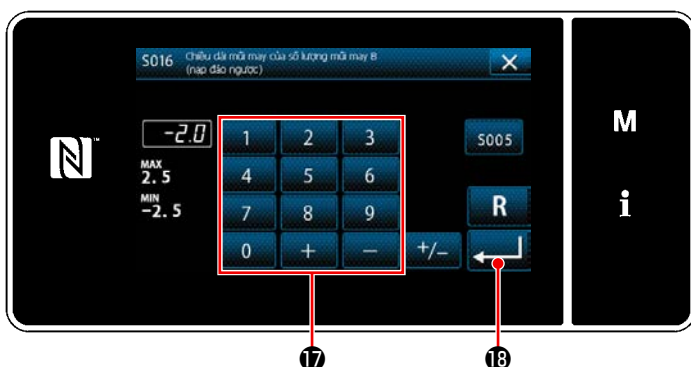 S016 Chiều dài mũi may của số lượng mũi may B
(nạp đảo ngược)
-2.0 1 2 3 S005
MAX
2.5 4 5 6
MIN
-2.5 7 8 9 R
0 + − +/−
M
i
N™
⓱ ⓲